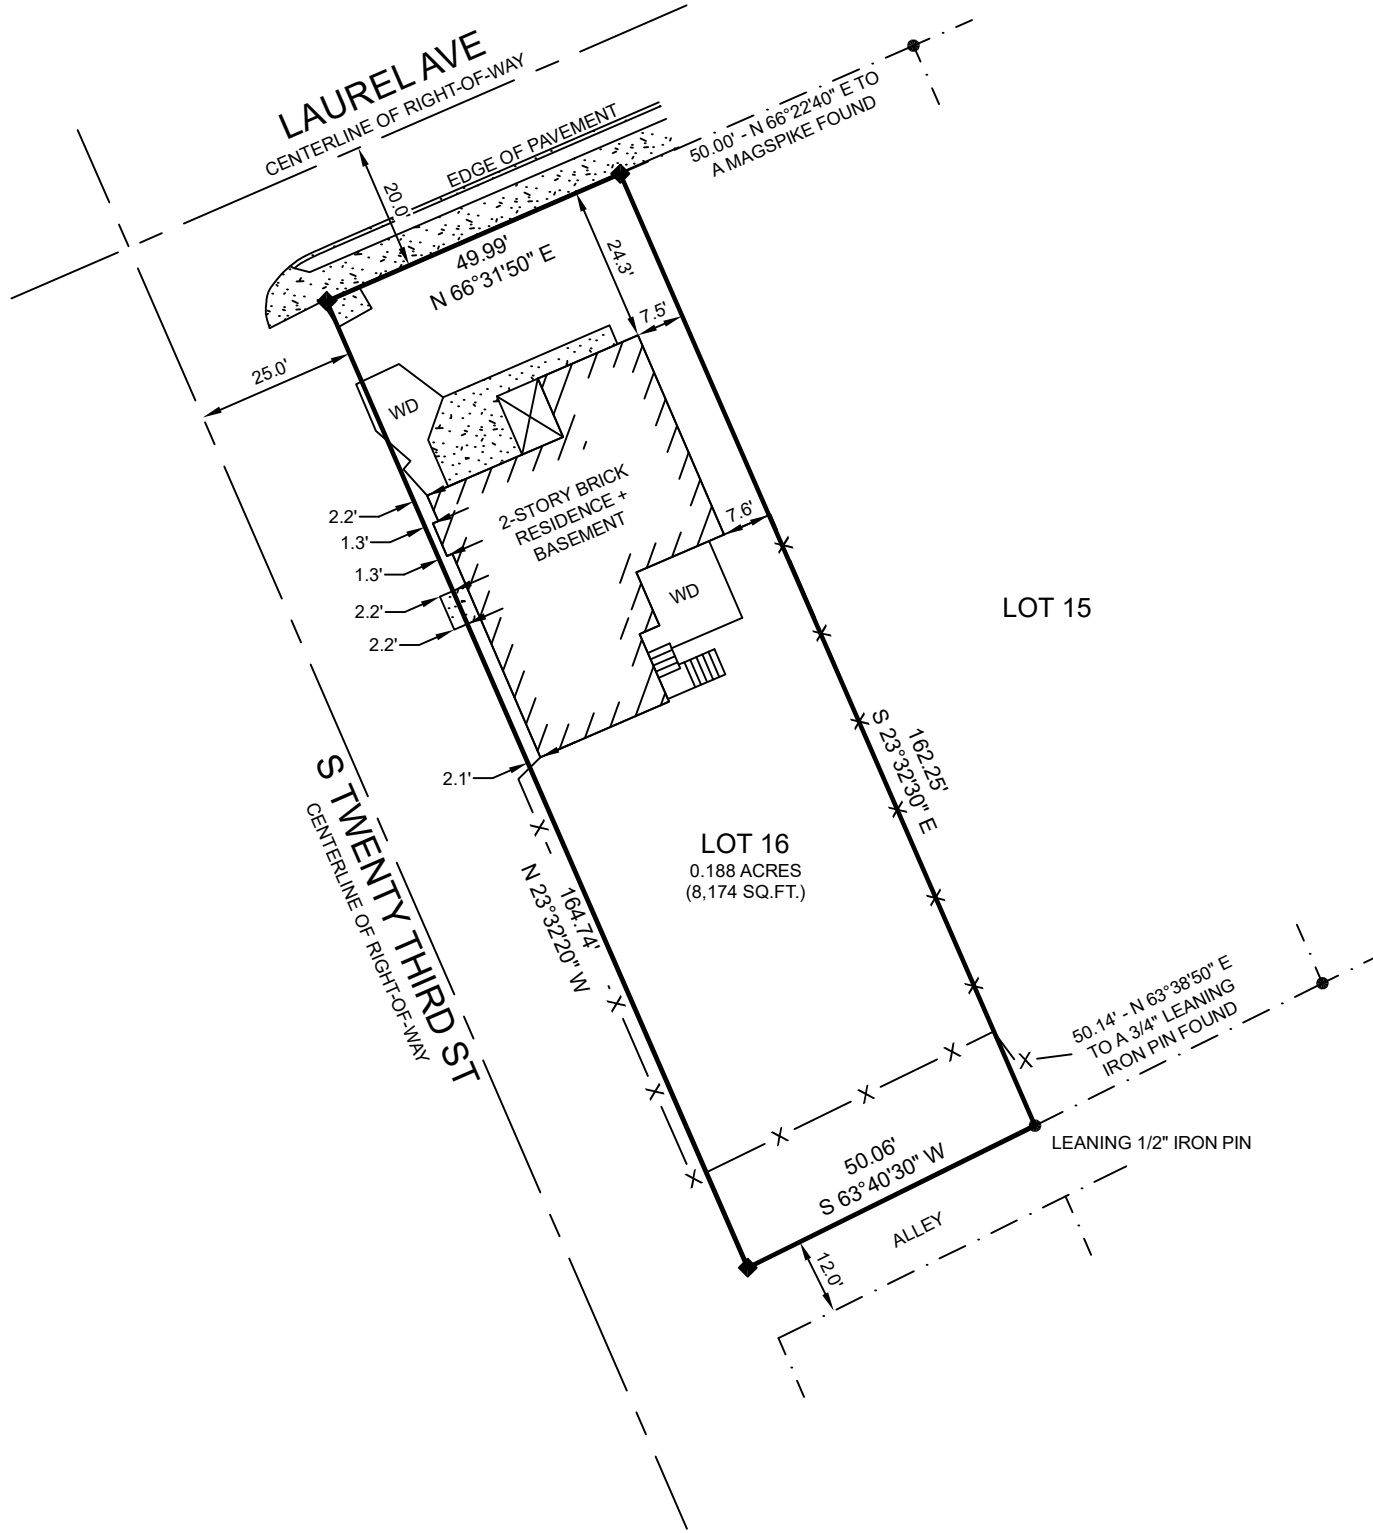 LAUREL AVE
CENTERLINE OF RIGHT-OF-WAY
EDGE OF PAVEMENT
50.00' - N 66°22'40" E TO
A MAGSPIKE FOUND
20.0'
49.99'
N 66°31'50" E
24.3'
7.5'
25.0'
WD
2-STORY BRICK
RESIDENCE +
BASEMENT
2.2'
1.3'
1.3'
2.2'
2.2'
7.6'
WD
LOT 15
2.1'
S TWENTY THIRD ST
CENTERLINE OF RIGHT-OF-WAY
162.25'
S 23°32'30" E
LOT 16
0.188 ACRES
(8,174 SQ.FT.)
164.74'
N 23°32'20" W
50.14' - N 63°38'50" E
TO A 3/4" LEANING
IRON PIN FOUND
LEANING 1/2" IRON PIN
50.06'
S 63°40'30" W
ALLEY
12.0'